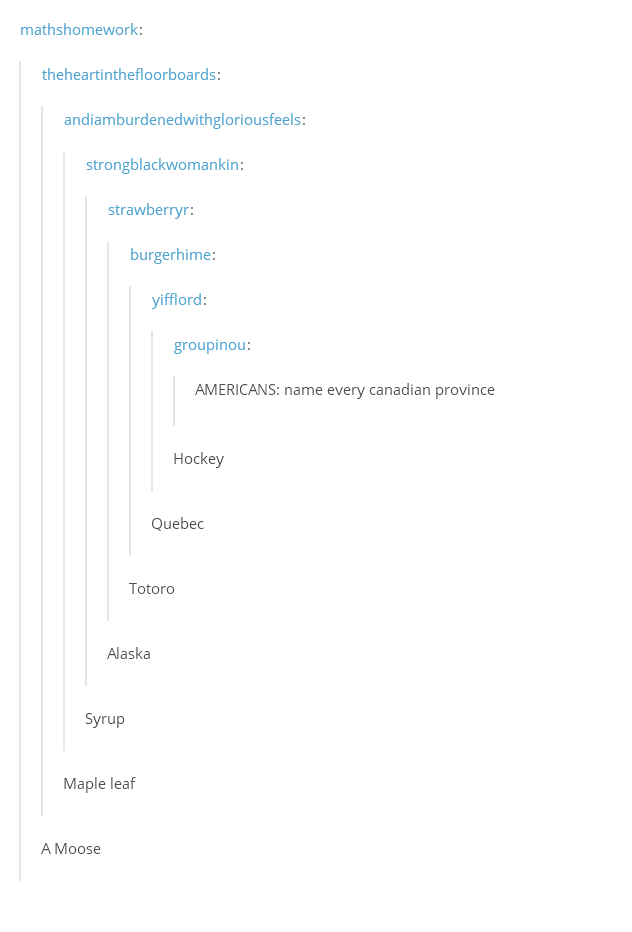 mathshomework:
theheartinthefloorboards:
andiamburdenedwithgloriousfeels:
strongblackwomankin:
strawberryr:
burgerhime:
yifflord:
groupinou:
AMERICANS: name every canadian province
Hockey
Quebec
Totoro
Alaska
Syrup
Maple leaf
A Moose